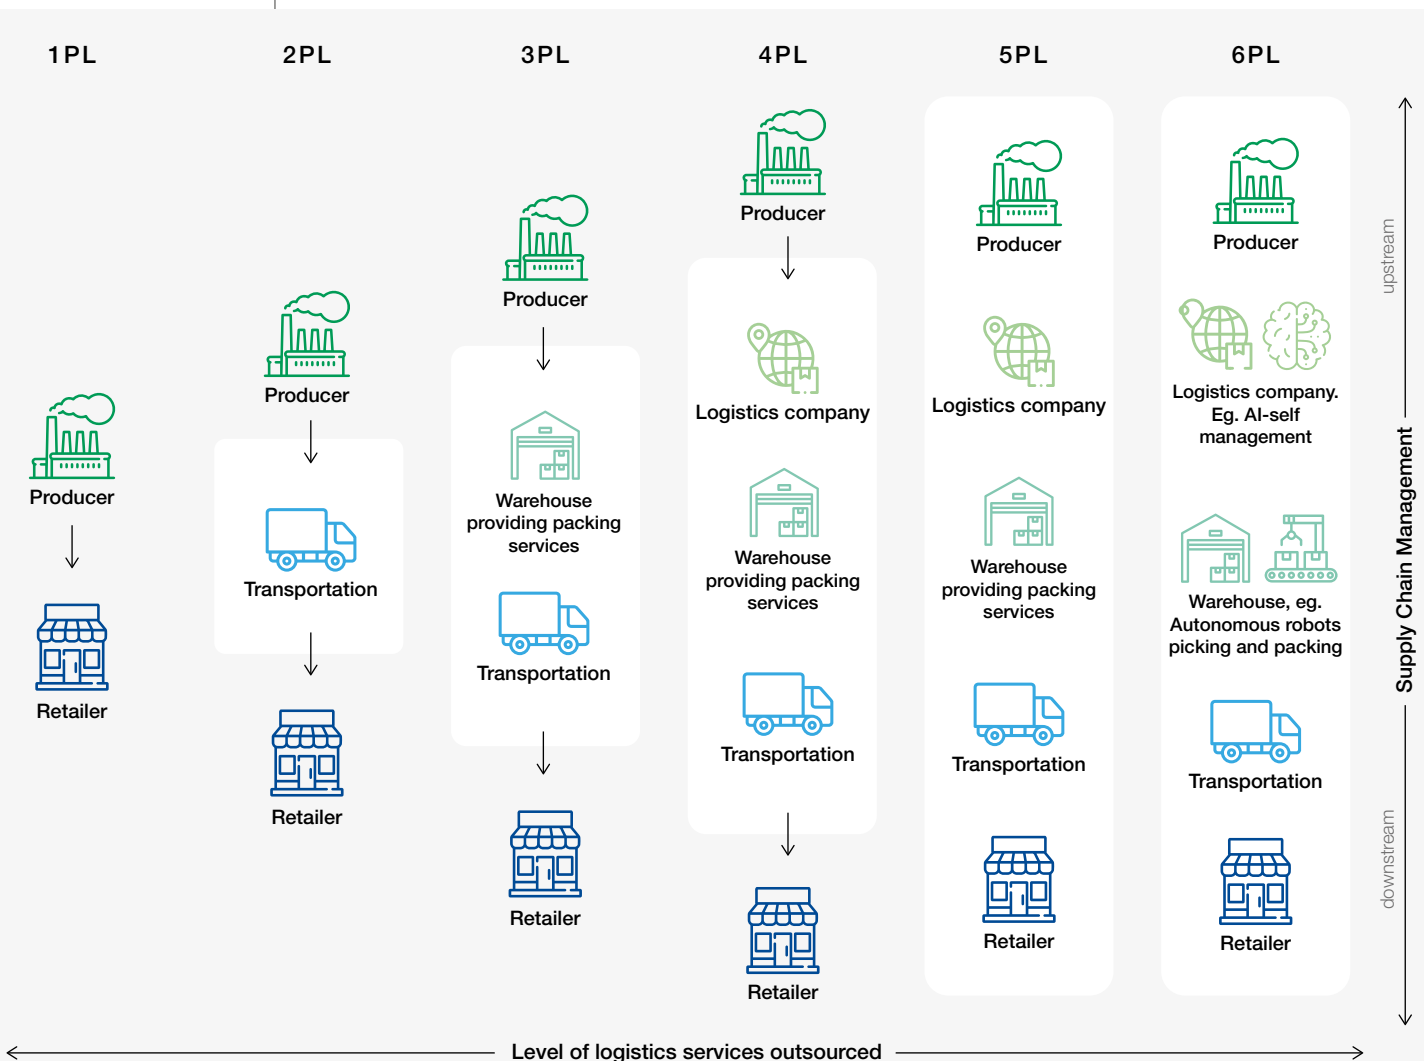 1PL
2PL
3PL
4PL
5PL
6PL
Producer
Retailer
Producer
Transportation
Retailer
Producer
Warehouse
providing packing
services
Transportation
Retailer
Producer
Logistics company
Warehouse
providing packing
services
Transportation
Retailer
Producer
Logistics company
Warehouse
providing packing
services
Transportation
Retailer
Producer
Logistics company.
Eg. AI-self
management
Warehouse, eg.
Autonomous robots
picking and packing
Transportation
Retailer
upstream
Supply Chain Management
downstream
Level of logistics services outsourced